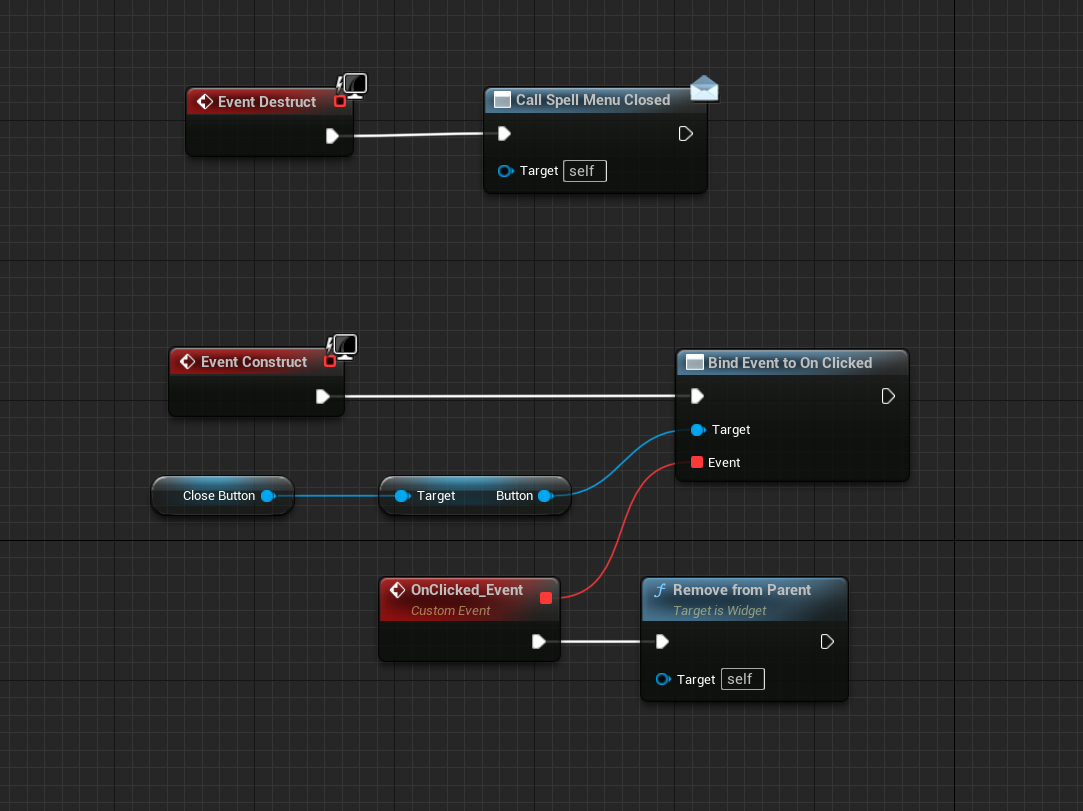 Event Destruct
Call Spell Menu Closed
Target self
Event Construct
Bind Event to On Clicked
Target
Event
Close Button
Target Button
OnClicked_Event
Custom Event
Remove from Parent
Target is Widget
Target self